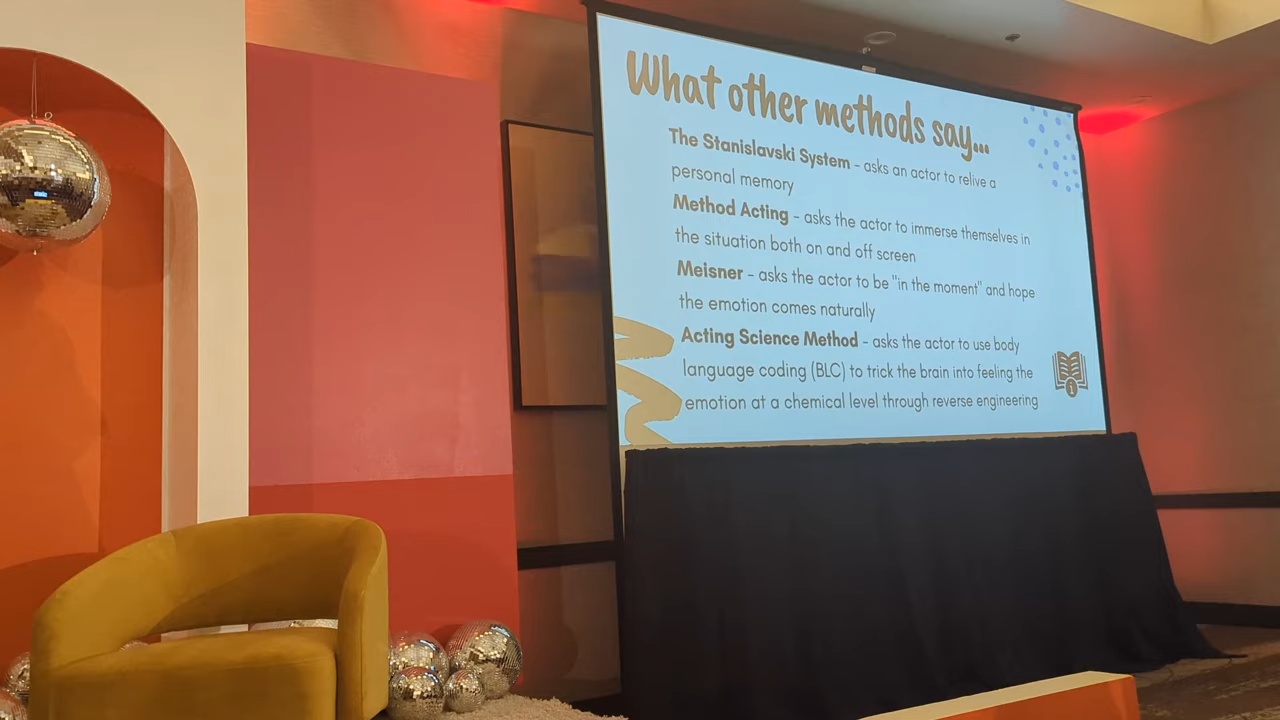 What other methods say...
The Stanislavski System - asks an actor to relive a
personal memory
Method Acting - asks the actor to immerse themselves in
the situation both on and off screen
Meisner - asks the actor to be "in the moment" and hope
the emotion comes naturally
Acting Science Method - asks the actor to use body
language coding (BLC) to trick the brain into feeling the
emotion at a chemical level through reverse engineering